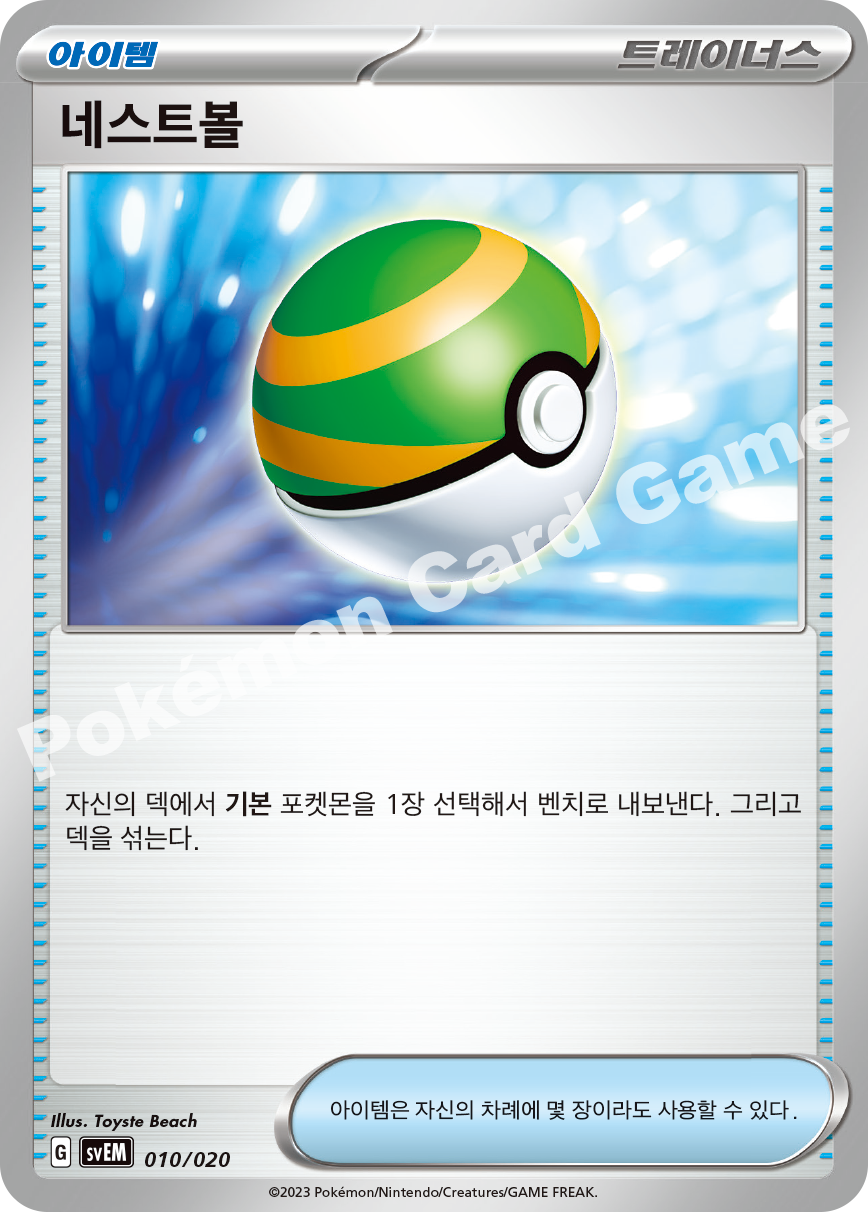 아이템 트레이너스
네스트볼
Pokémon Card Game
자신의 덱에서 기본 포켓몬을 1장 선택해서 벤치로 내보낸다. 그리고
덱을 섞는다.
아이템은 자신의 차례에 몇 장이라도 사용할 수 있다.
Illus. Toyste Beach
G svEM 010/020
©2023 Pokémon/Nintendo/Creatures/GAME FREAK.